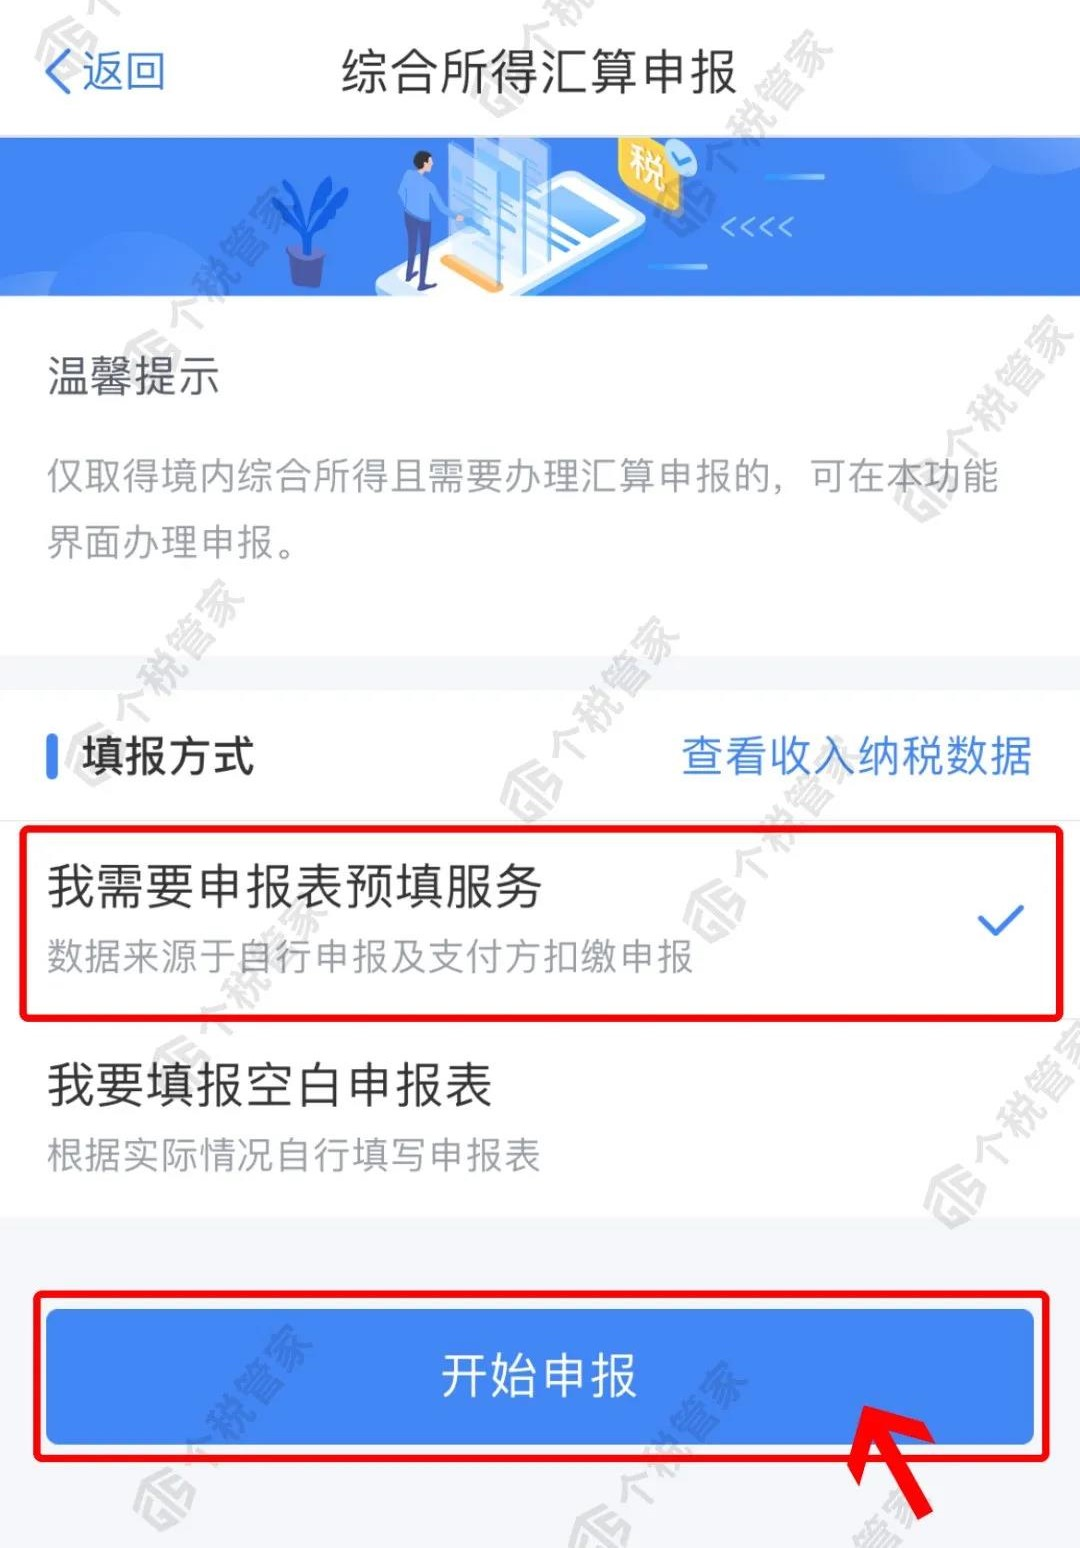 返回
综合所得汇算申报
税
温馨提示
仅取得境内综合所得且需要办理汇算申报的，可在本功能
界面办理申报。
填报方式
查看收入纳税数据
我需要申报表预填服务
数据来源于自行申报及支付方扣缴申报
我要填报空白申报表
根据实际情况自行填写申报表
开始申报
个税管家